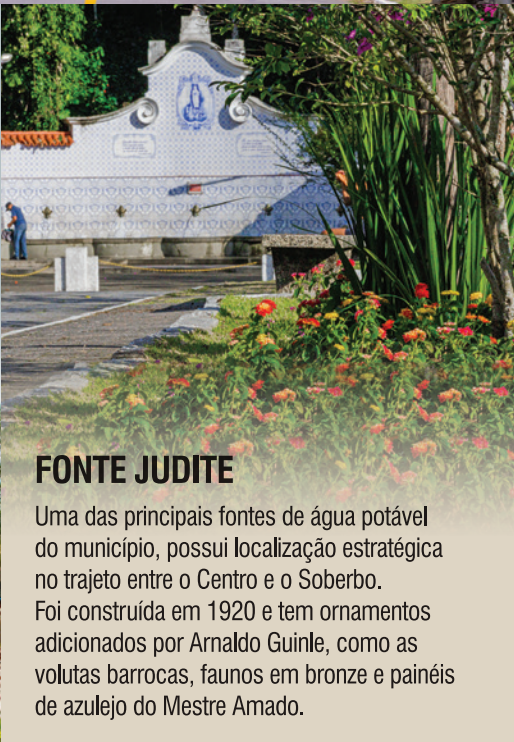 FONTE JUDITE
Uma das principais fontes de água potável
do município, possui localização estratégica
no trajeto entre o Centro e o Soberbo.
Foi construída em 1920 e tem ornamentos
adicionados por Arnaldo Guinle, como as
volutas barrocas, faunos em bronze e painéis
de azulejo do Mestre Amado.